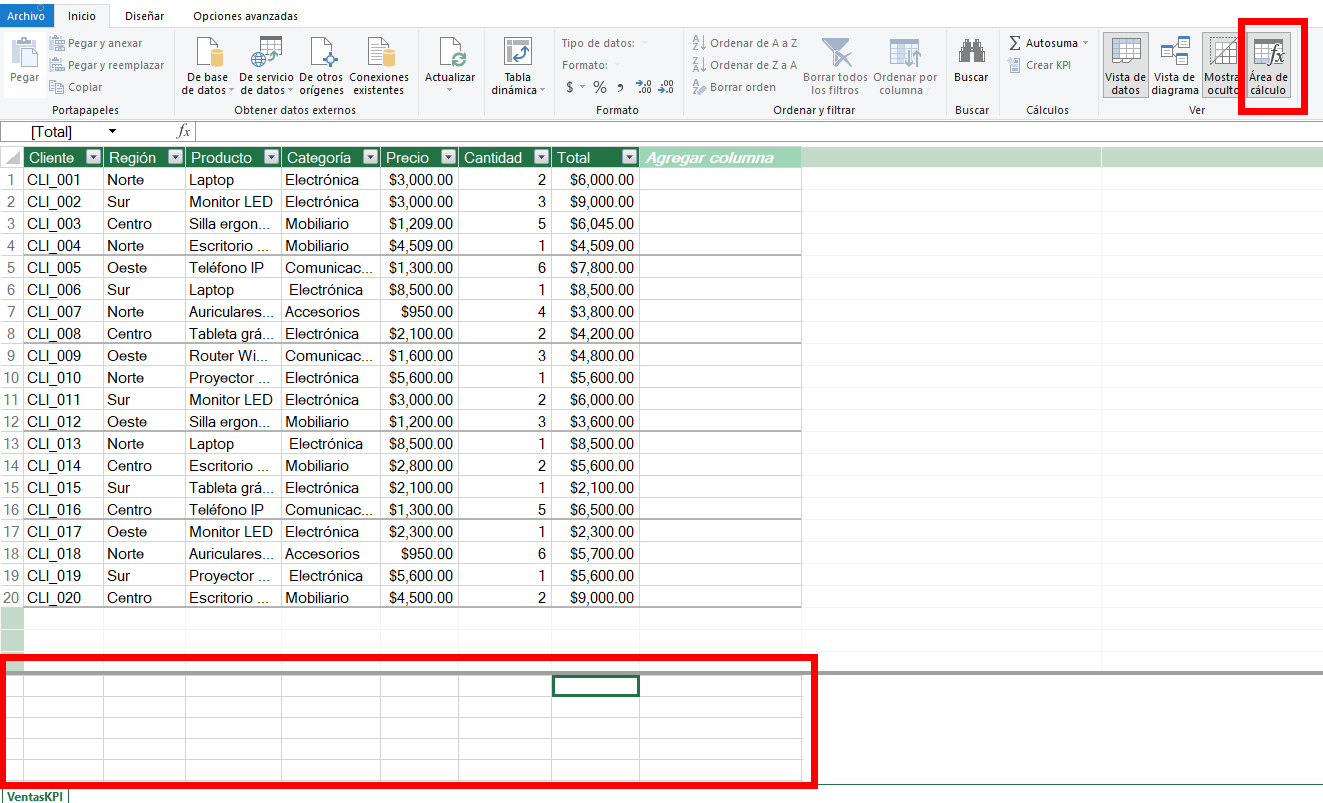 Archivo Inicio Diseñar Opciones avanzadas
Pegar Pegar y anexar
Pegar y reemplazar
Copiar
Portapapeles
De base de datos
De servicio de datos
De otros orígenes
Conexiones existentes
Obtener datos externos
Actualizar
Tabla dinámica
Tipo de datos:
Formato:
$ % , .00 .00
Formato
Ordenar de A a Z
Ordenar de Z a A
Borrar orden
Borrar todos los filtros
Ordenar por columna
Ordenar y filtrar
Buscar
Buscar
Autosuma
Crear KPI
Cálculos
Vista de datos
Vista de diagrama
Mostra oculto
Área de cálculo
Ver
[Total] fx
Cliente Región Producto Categoría Precio Cantidad Total Agregar columna
1 CLI_001 Norte Laptop Electrónica $3,000.00 2 $6,000.00
2 CLI_002 Sur Monitor LED Electrónica $3,000.00 3 $9,000.00
3 CLI_003 Centro Silla ergon... Mobiliario $1,209.00 5 $6,045.00
4 CLI_004 Norte Escritorio ... Mobiliario $4,509.00 1 $4,509.00
5 CLI_005 Oeste Teléfono IP Comunicac... $1,300.00 6 $7,800.00
6 CLI_006 Sur Laptop Electrónica $8,500.00 1 $8,500.00
7 CLI_007 Norte Auriculares... Accesorios $950.00 4 $3,800.00
8 CLI_008 Centro Tableta grá... Electrónica $2,100.00 2 $4,200.00
9 CLI_009 Oeste Router Wi... Comunicac... $1,600.00 3 $4,800.00
10 CLI_010 Norte Proyector ... Electrónica $5,600.00 1 $5,600.00
11 CLI_011 Sur Monitor LED Electrónica $3,000.00 2 $6,000.00
12 CLI_012 Oeste Silla ergon... Mobiliario $1,200.00 3 $3,600.00
13 CLI_013 Norte Laptop Electrónica $8,500.00 1 $8,500.00
14 CLI_014 Centro Escritorio ... Mobiliario $2,800.00 2 $5,600.00
15 CLI_015 Sur Tableta grá... Electrónica $2,100.00 1 $2,100.00
16 CLI_016 Centro Teléfono IP Comunicac... $1,300.00 5 $6,500.00
17 CLI_017 Oeste Monitor LED Electrónica $2,300.00 1 $2,300.00
18 CLI_018 Norte Auriculares... Accesorios $950.00 6 $5,700.00
19 CLI_019 Sur Proyector ... Electrónica $5,600.00 1 $5,600.00
20 CLI_020 Centro Escritorio ... Mobiliario $4,500.00 2 $9,000.00
VentasKPI